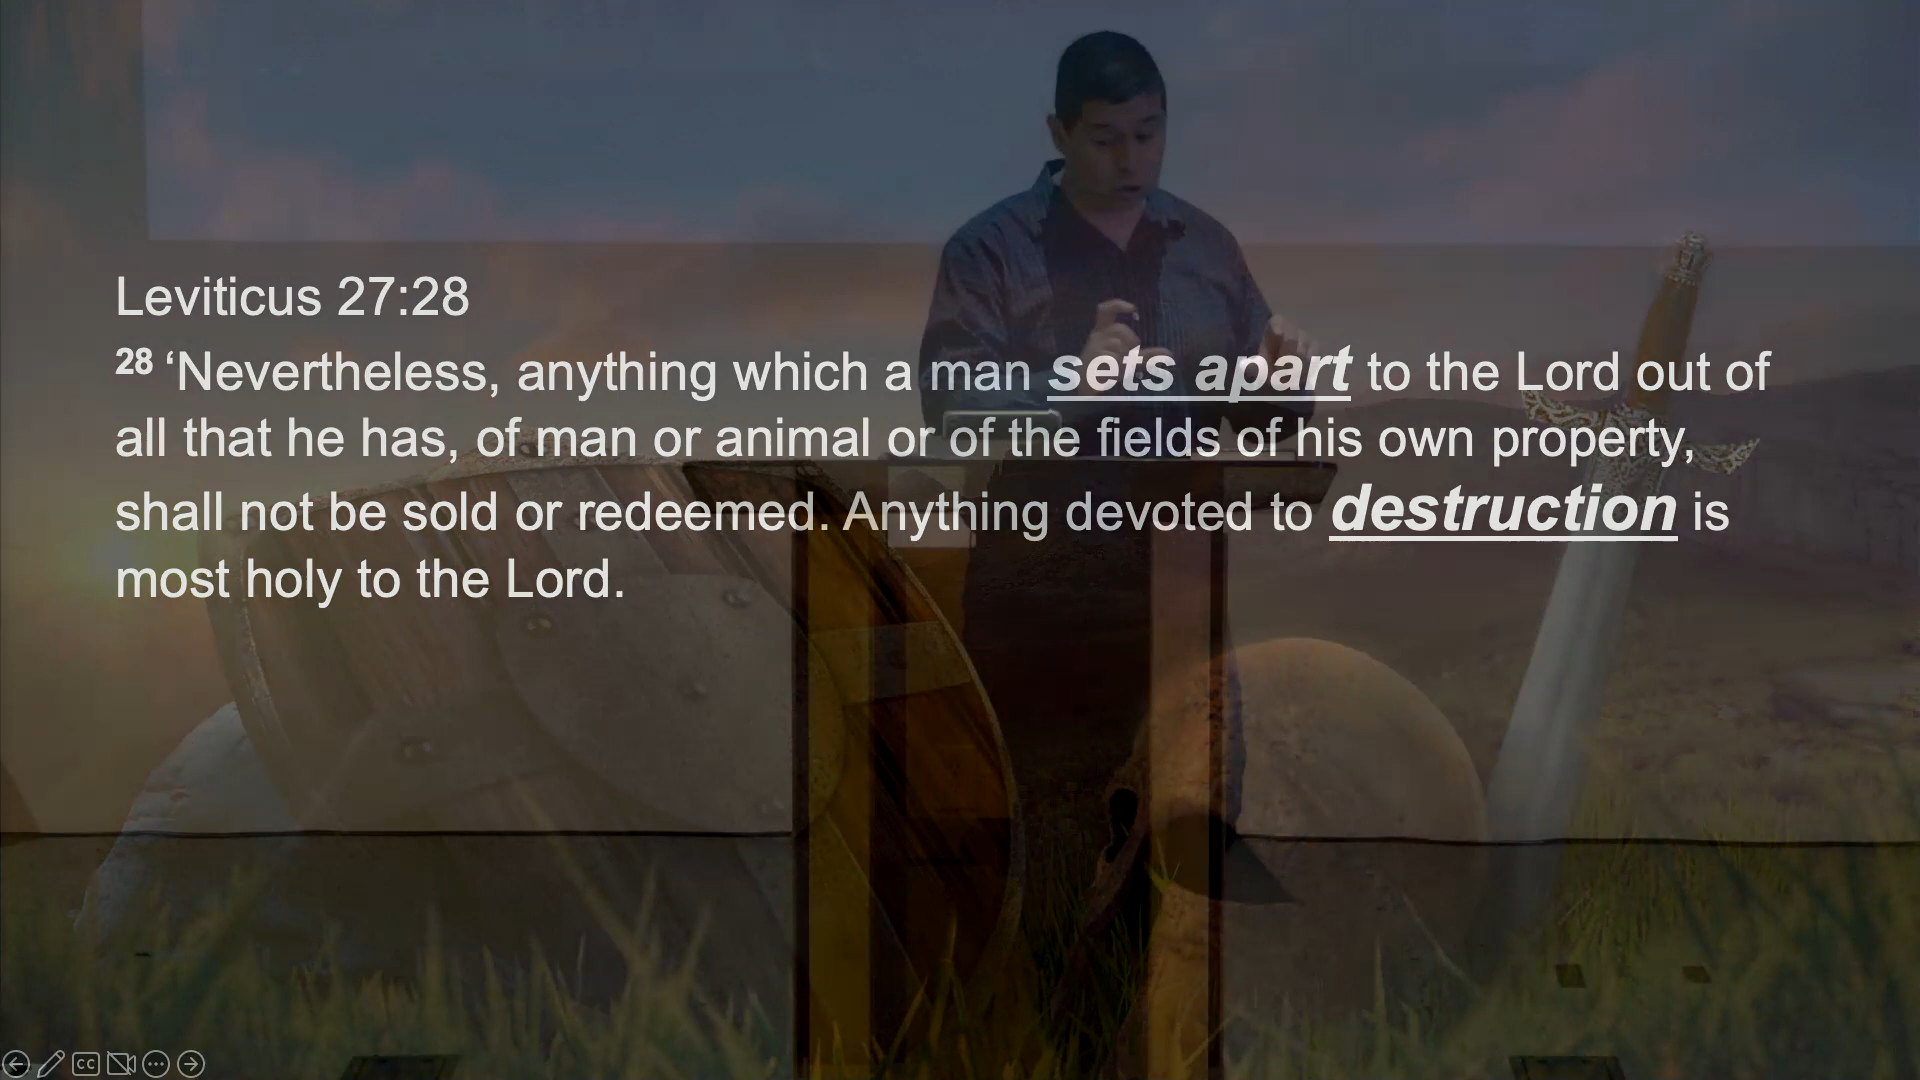 Leviticus 27:28
28 ‘Nevertheless, anything which a man sets apart to the Lord out of
all that he has, of man or animal or of the fields of his own property,
shall not be sold or redeemed. Anything devoted to destruction is
most holy to the Lord.
CC